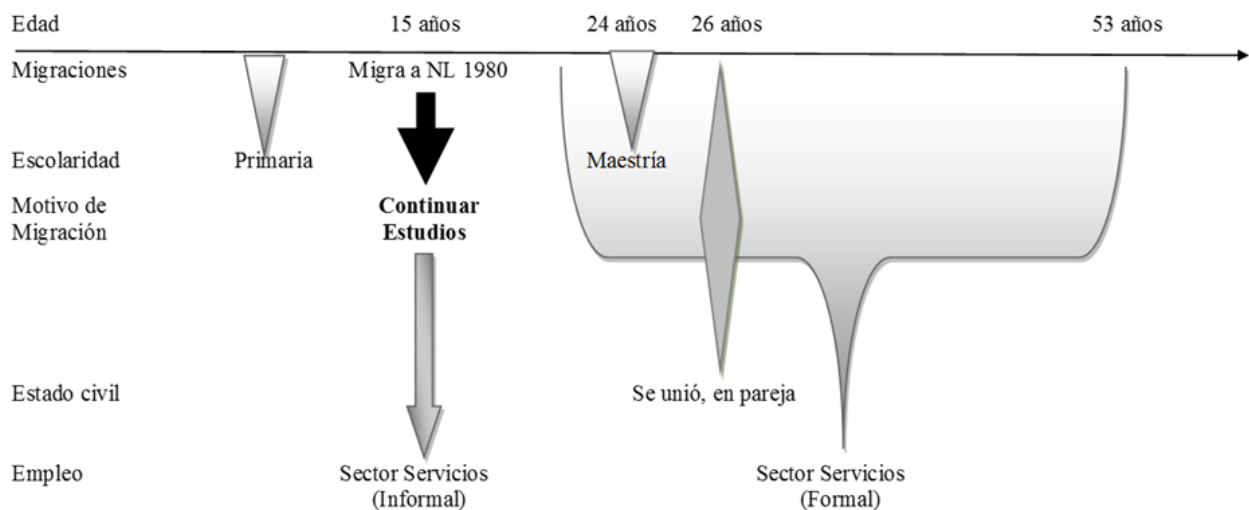 Edad 15 años 24 años 26 años 53 años
Migraciones Migra a NL 1980
Escolaridad Primaria Maestría
Motivo de Continuar
Migración Estudios
Estado civil Se unió, en pareja
Empleo Sector Servicios Sector Servicios
(Informal) (Formal)